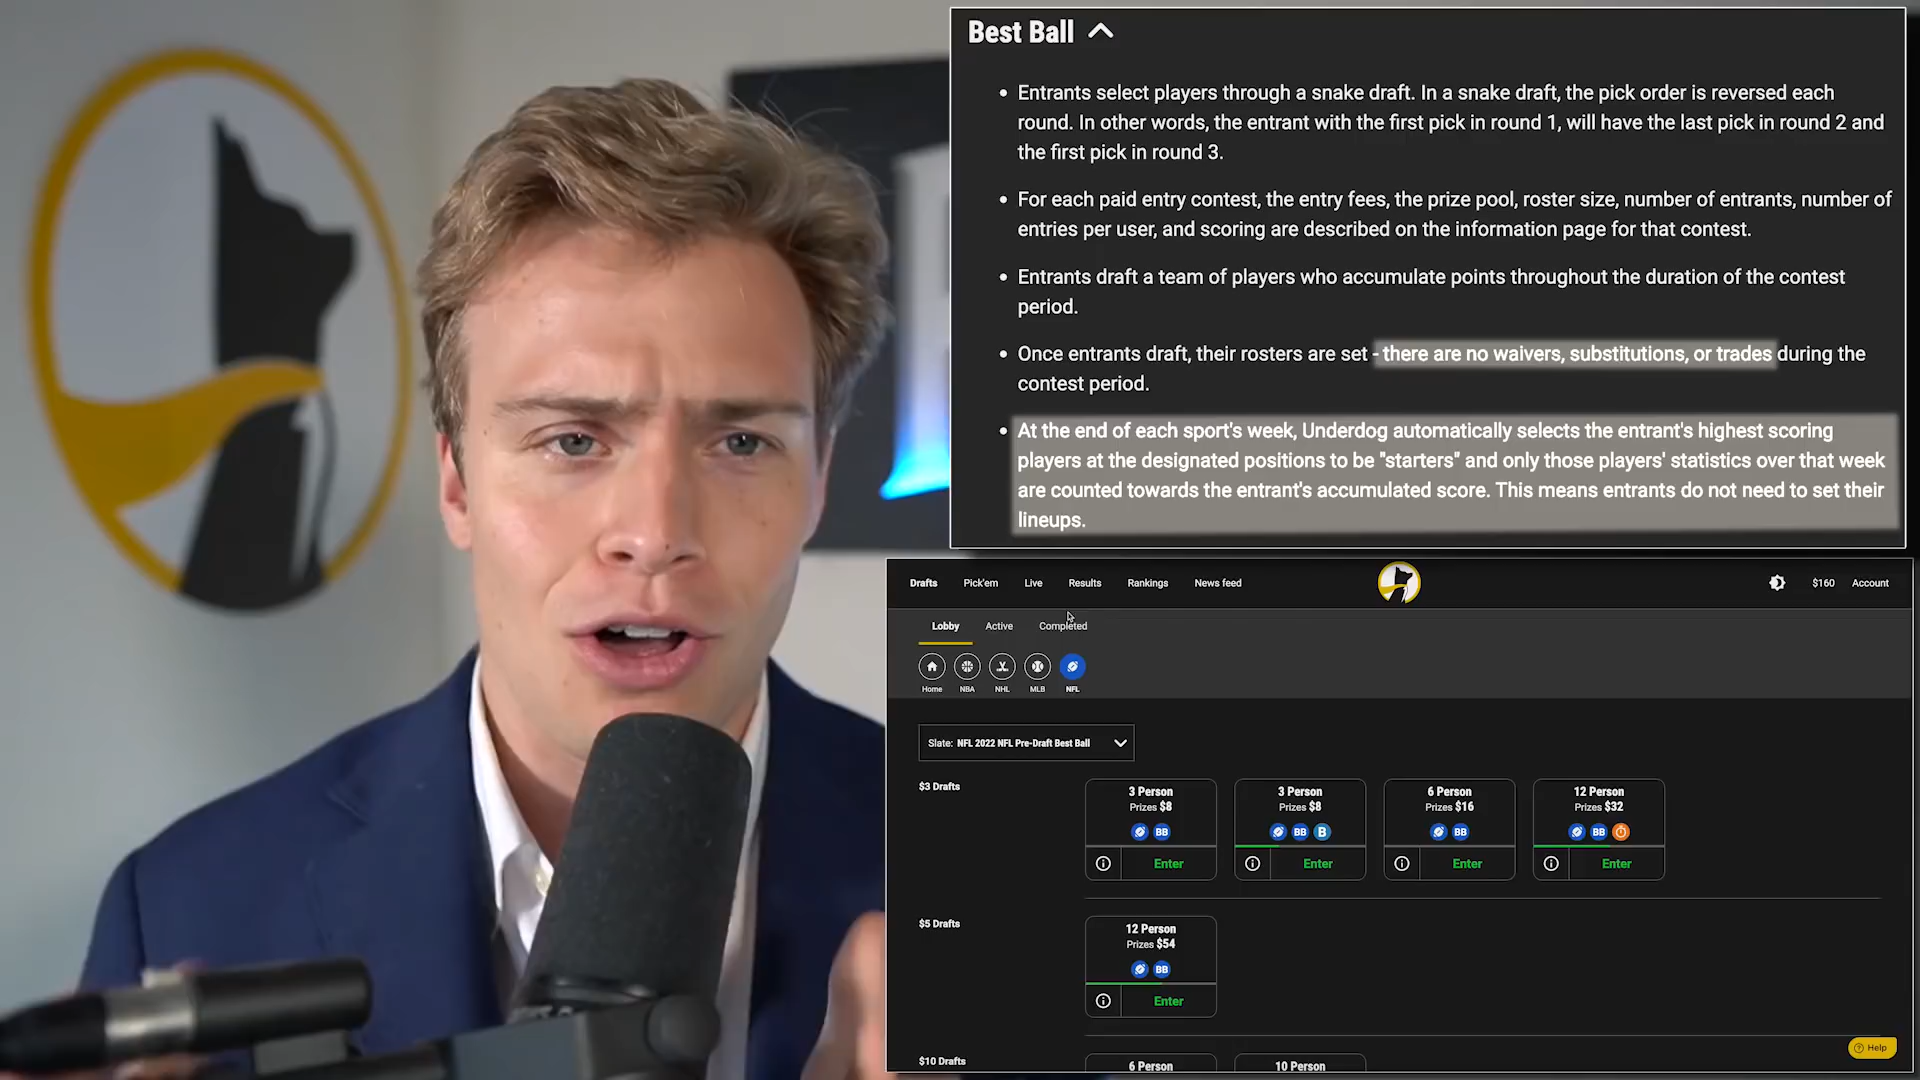 Best Ball
Entrants select players through a snake draft. In a snake draft, the pick order is reversed each
round. In other words, the entrant with the first pick in round 1, will have the last pick in round 2 and
the first pick in round 3.
For each paid entry contest, the entry fees, the prize pool, roster size, number of entrants, number of
entries per user, and scoring are described on the information page for that contest.
Entrants draft a team of players who accumulate points throughout the duration of the contest
period.
Once entrants draft, their rosters are set - there are no waivers, substitutions, or trades during the
contest period.
At the end of each sport's week, Underdog automatically selects the entrant's highest scoring
players at the designated positions to be "starters" and only those players' statistics over that week
are counted towards the entrant's accumulated score. This means entrants do not need to set their
lineups.
Drafts Pick'em Live Results Rankings News feed $160 Account
Lobby Active Completed
Home NBA NHL MLB NFL
Slate: NFL 2022 NFL Pre-Draft Best Ball
$3 Drafts
3 Person 3 Person 6 Person 12 Person
Prizes $8 Prizes $8 Prizes $16 Prizes $32
BB BB B BB BB
Enter Enter Enter Enter
$5 Drafts
12 Person
Prizes $54
BB
Enter
$10 Drafts
6 Person 10 Person
Help